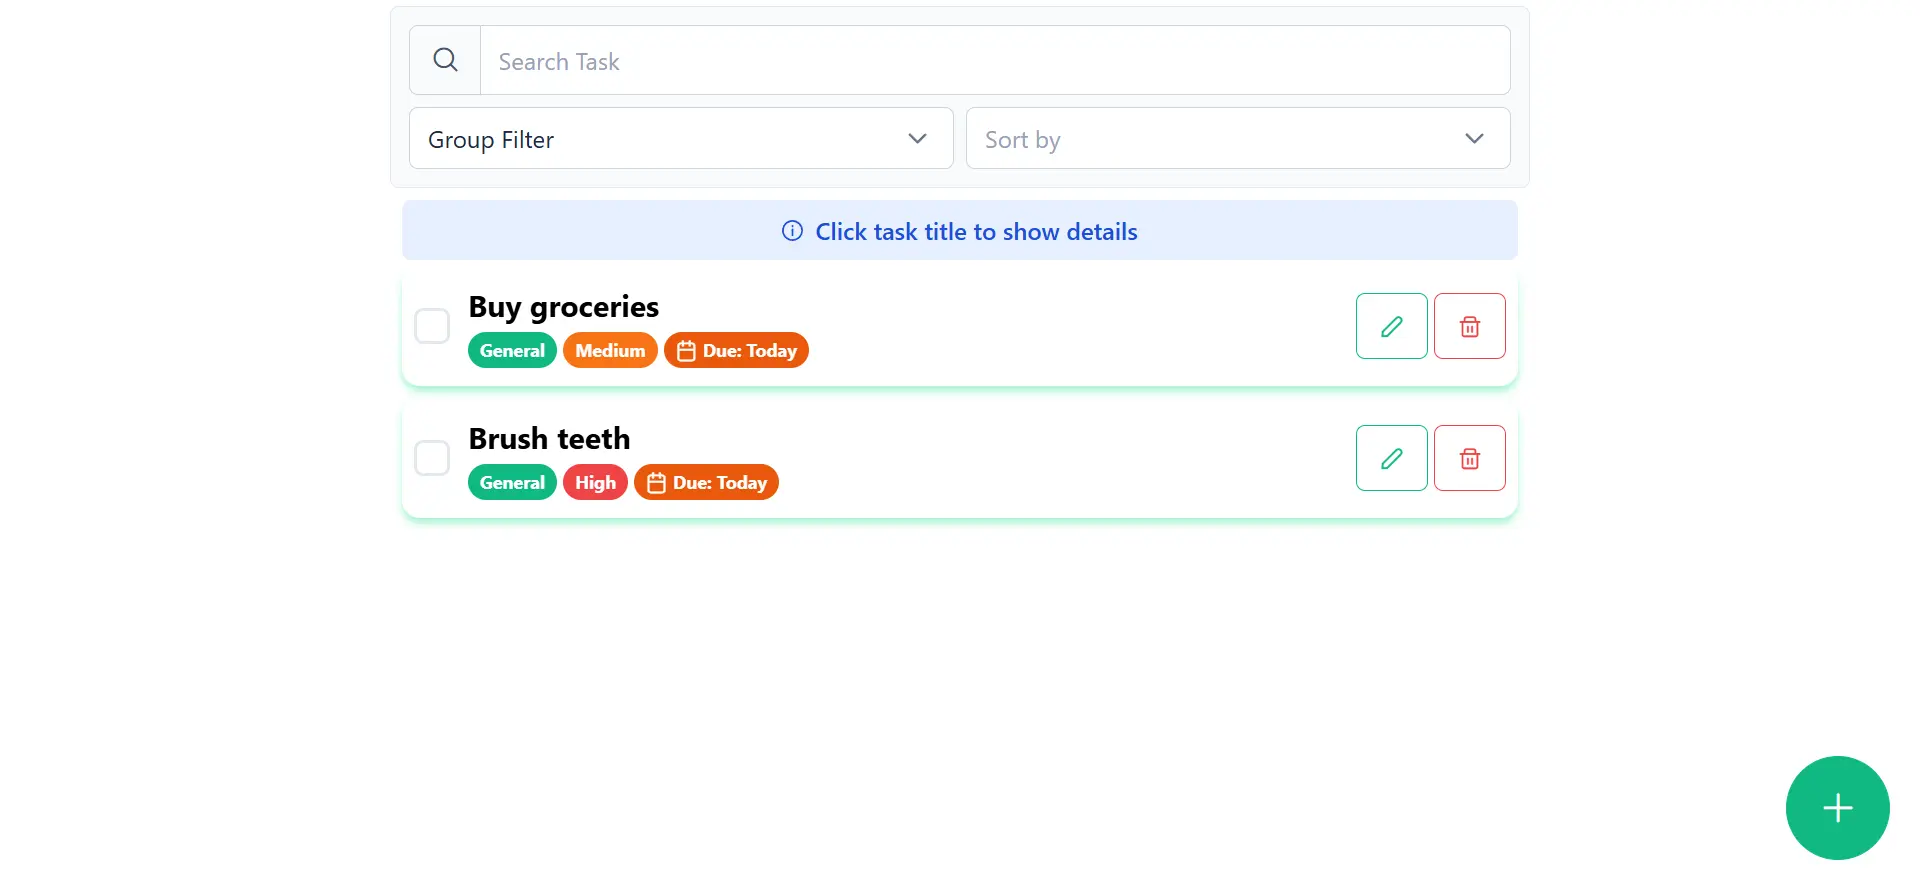 Search Task
Group Filter
Sort by
Click task title to show details
Buy groceries
General Medium Due: Today
Brush teeth
General High Due: Today